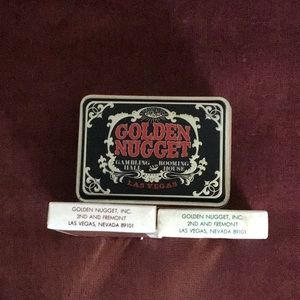 GOLDEN
NUGGET
GAMBLING ROOMING
HALL & HOUSE
LAS VEGAS
GOLDEN NUGGET, INC.
2ND AND FREMONT
LAS VEGAS, NEVADA 89101
GOLDEN NUGGET, INC.
2ND AND FREMONT
LAS VEGAS, NEVADA 89101